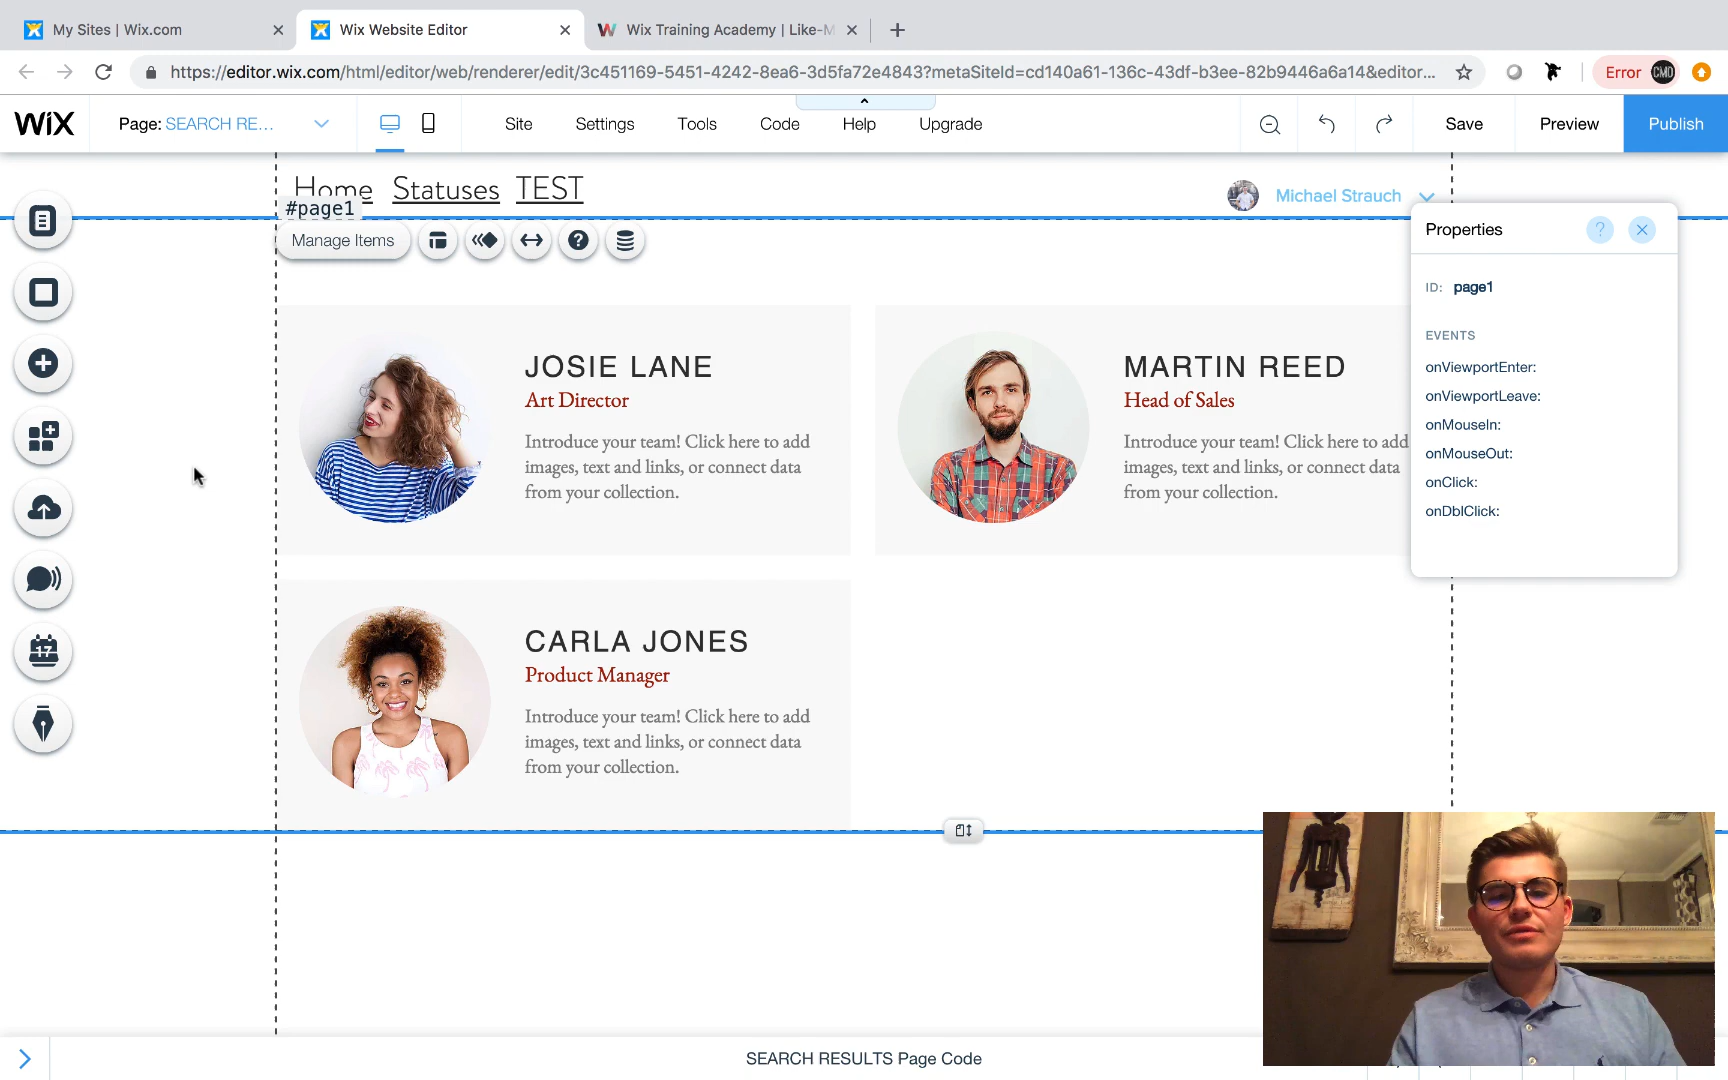 My Sites | Wix.com
Wix Website Editor
Wix Training Academy | Like-M
https://editor.wix.com/html/editor/web/renderer/edit/3c451169-5451-4242-8ea6-3d5fa72e4843?metaSiteId=cd140a61-136c-43df-b3ee-82b9446a6a14&editor...
Error CMD
WiX
Page: SEARCH RE...
Site
Settings
Tools
Code
Help
Upgrade
Save
Preview
Publish
Home Statuses TEST
Michael Strauch
#page1
Manage Items
?
Properties
?
ID: page1
EVENTS
onViewportEnter:
onViewportLeave:
onMouseIn:
onMouseOut:
onClick:
onDblClick:
JOSIE LANE
Art Director
Introduce your team! Click here to add
images, text and links, or connect data
from your collection.
MARTIN REED
Head of Sales
Introduce your team! Click here to add
images, text and links, or connect data
from your collection.
CARLA JONES
Product Manager
Introduce your team! Click here to add
images, text and links, or connect data
from your collection.
17
SEARCH RESULTS Page Code